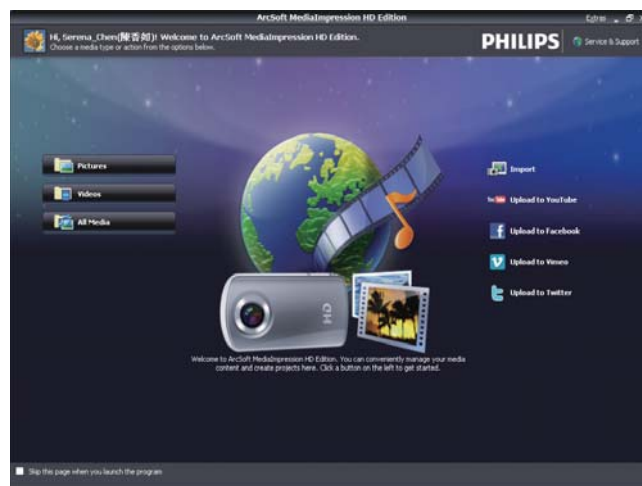 ArcSoft MediaImpression HD Edition
Extras
Hi, Serena_Chen(陳香如)! Welcome to ArcSoft MediaImpression HD Edition.
Choose a media type or action from the options below.
PHILIPS
Service & Support
Pictures
Videos
All Media
Import
You Tube Upload to YouTube
f Upload to Facebook
v Upload to Vimeo
t Upload to Twitter
HD
Welcome to ArcSoft MediaImpression HD Edition. You can conveniently manage your media
content and create projects here. Click a button on the left to get started.
Skip this page when you launch the program